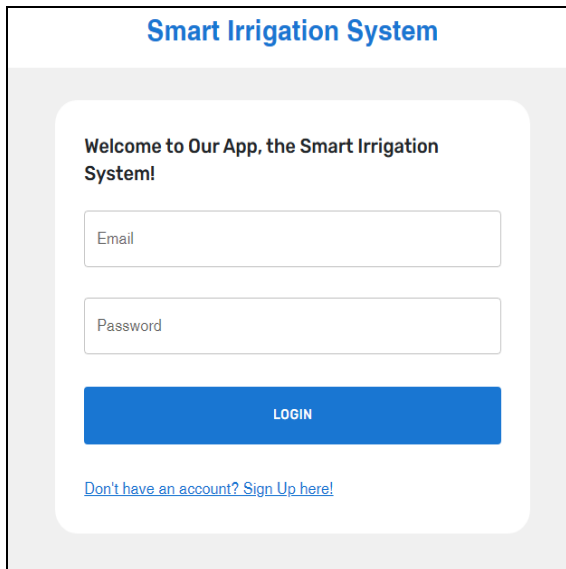 Smart Irrigation System
Welcome to Our App, the Smart Irrigation
System!
Email
Password
LOGIN
Don't have an account? Sign Up here!